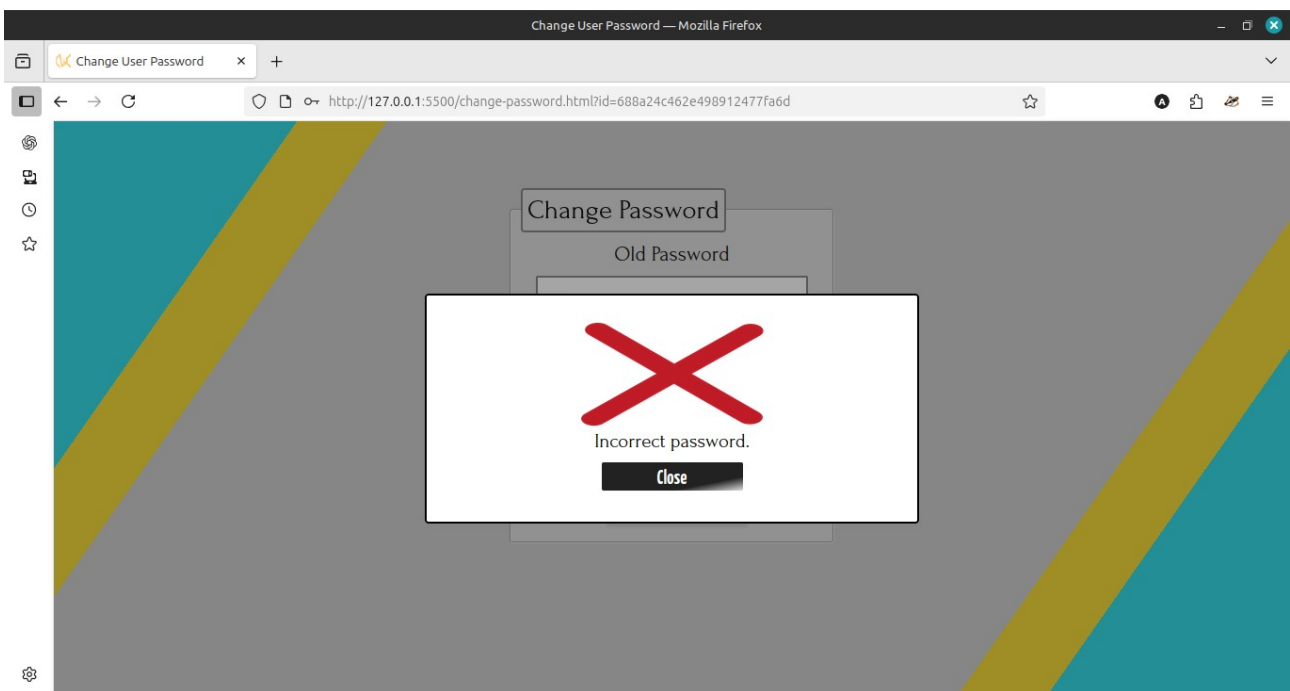 Change User Password — Mozilla Firefox
Change User Password
http://127.0.0.1:5500/change-password.html?id=688a24c462e498912477fa6d
Change Password
Old Password
Incorrect password.
Close